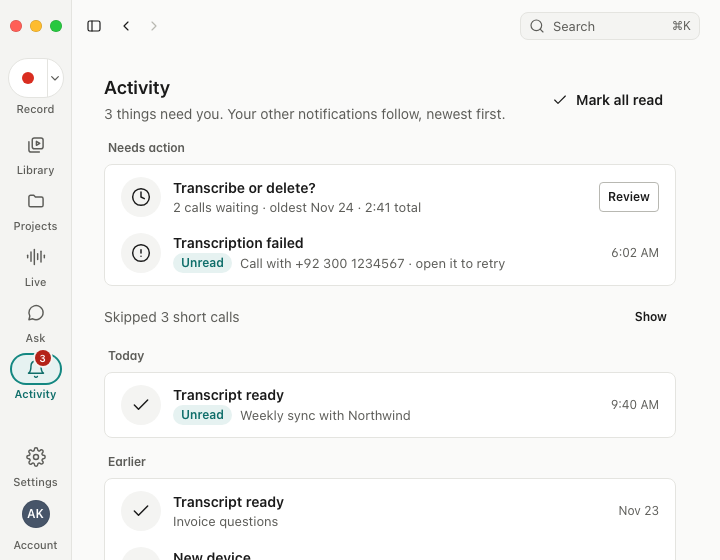 Search ⌘K
Record
Library
Projects
Live
Ask
3
Activity
Settings
AK
Account
Activity
3 things need you. Your other notifications follow, newest first.
Mark all read
Needs action
Transcribe or delete?
2 calls waiting · oldest Nov 24 · 2:41 total
Review
Transcription failed
Unread Call with +92 300 1234567 · open it to retry
6:02 AM
Skipped 3 short calls
Show
Today
Transcript ready
Unread Weekly sync with Northwind
9:40 AM
Earlier
Transcript ready
Invoice questions
Nov 23
New device